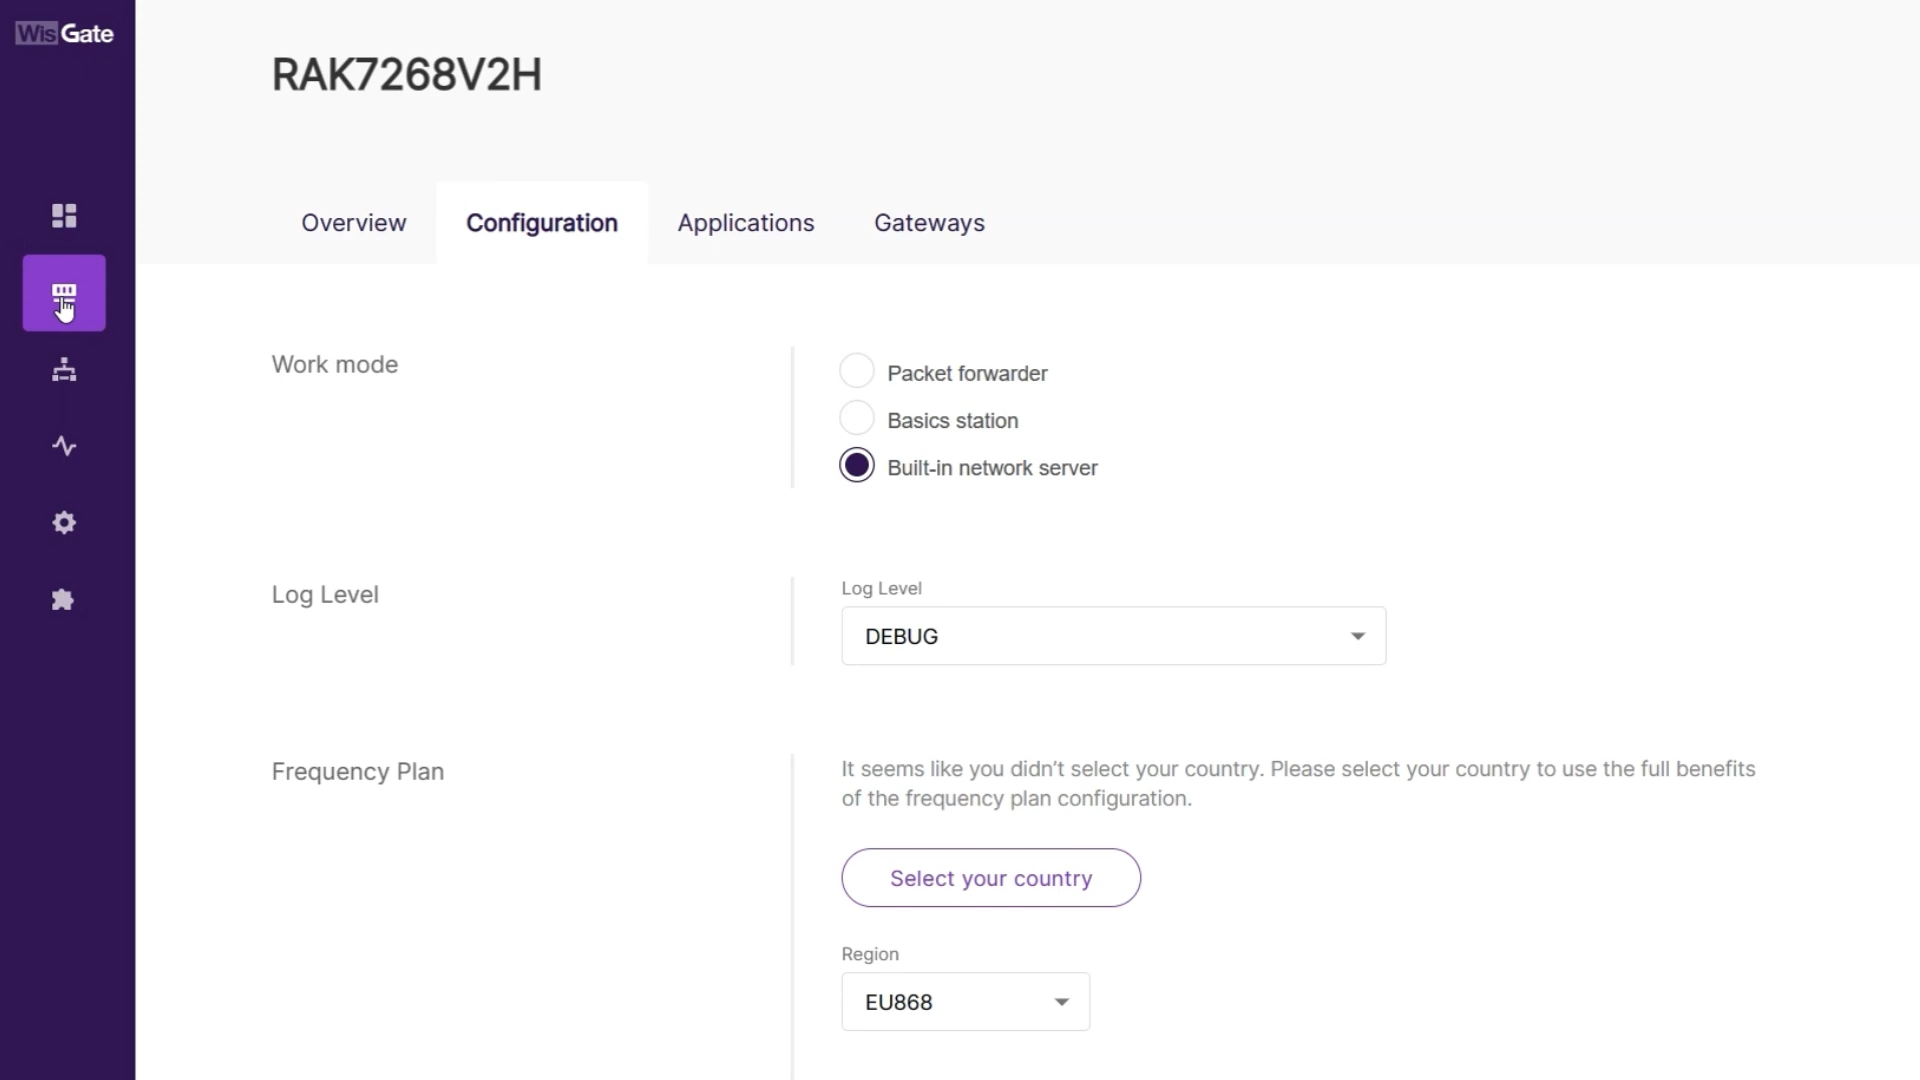 WisGate
RAK7268V2H
Overview
Configuration
Applications
Gateways
Work mode
Packet forwarder
Basics station
Built-in network server
Log Level
Log Level
DEBUG
Frequency Plan
It seems like you didn’t select your country. Please select your country to use the full benefits
of the frequency plan configuration.
Select your country
Region
EU868